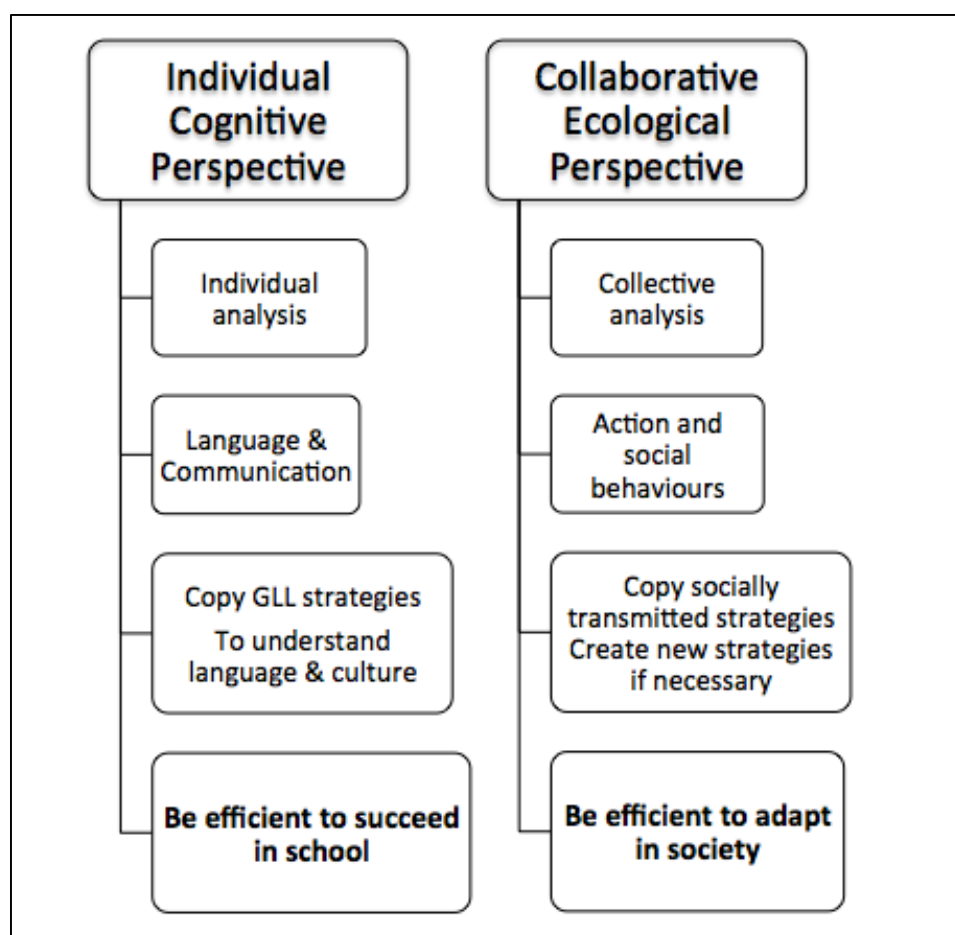 Individual
Cognitive
Perspective
Individual
analysis
Language &
Communication
Copy GLL strategies
To understand
language & culture
Be efficient to succeed
in school
Collaborative
Ecological
Perspective
Collective
analysis
Action and
social
behaviours
Copy socially
transmitted strategies
Create new strategies
if necessary
Be efficient to adapt
in society